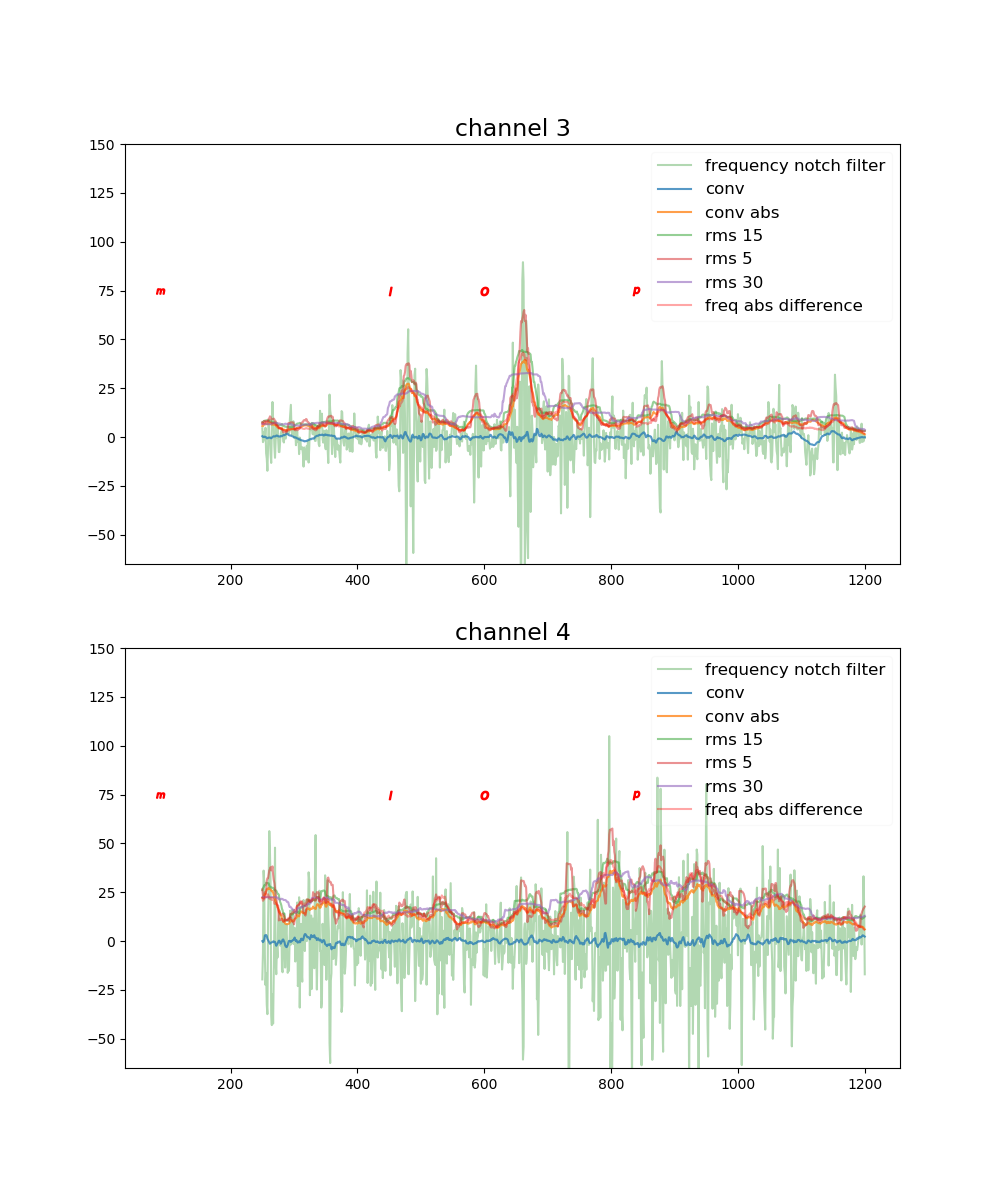 channel 3
150
125
100
75
50
25
0
−25
−50
200 400 600 800 1000 1200
m I O p
frequency notch filter
conv
conv abs
rms 15
rms 5
rms 30
freq abs difference
channel 4
150
125
100
75
50
25
0
−25
−50
200 400 600 800 1000 1200
m I O p
frequency notch filter
conv
conv abs
rms 15
rms 5
rms 30
freq abs difference